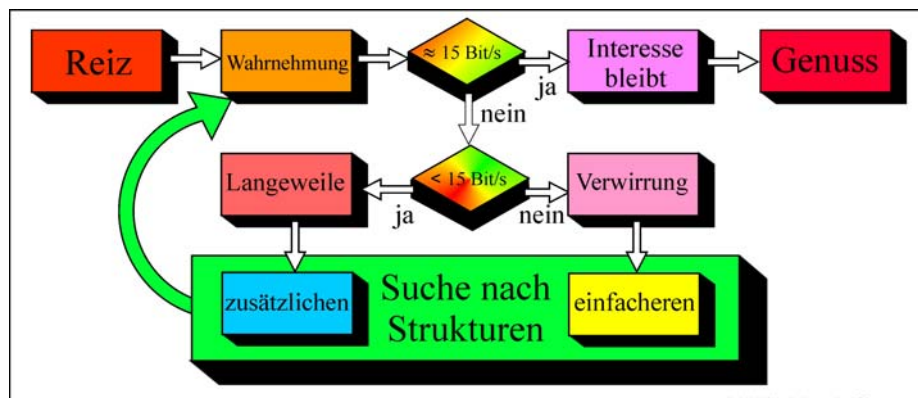 Reiz
Wahrnehmung
≈ 15 Bit/s
ja
Interesse
bleibt
Genuss
nein
Langeweile
ja
< 15 Bit/s
nein
Verwirrung
zusätzlichen
Suche nach
Strukturen
einfacheren